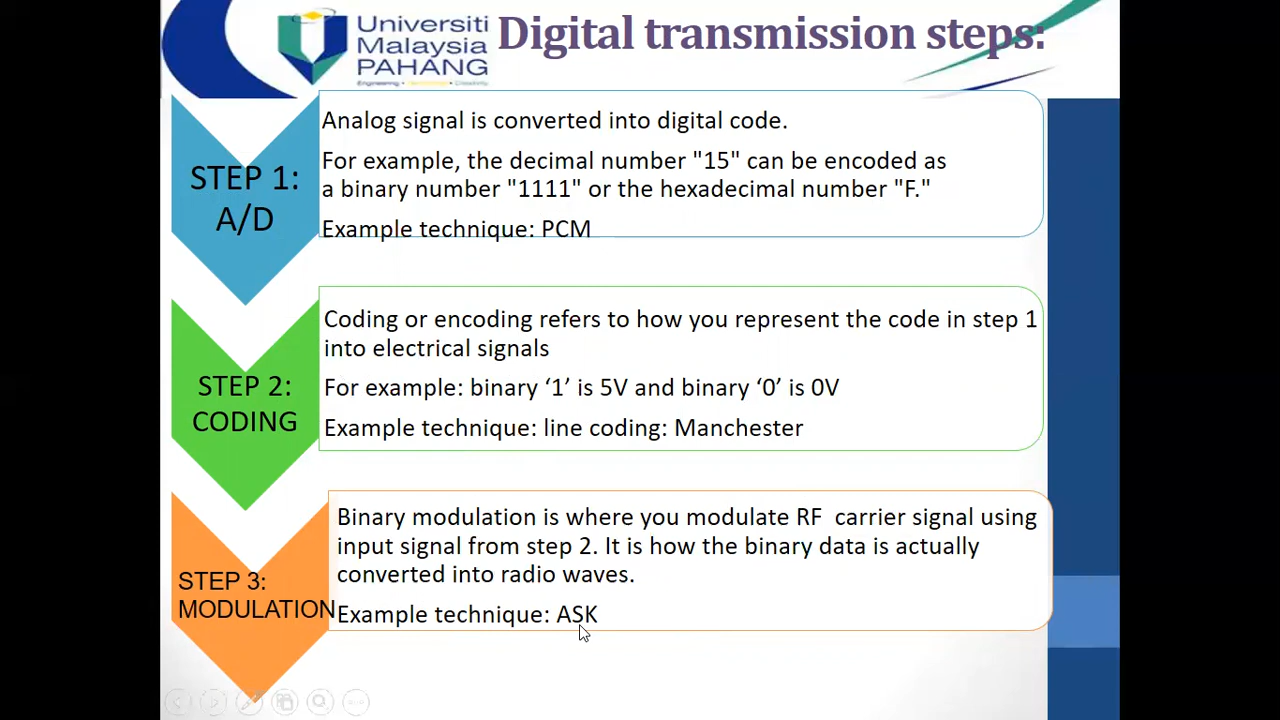 Universiti
Malaysia
PAHANG
Digital transmission steps:
STEP 1:
A/D
Analog signal is converted into digital code.
For example, the decimal number "15" can be encoded as
a binary number "1111" or the hexadecimal number "F."
Example technique: PCM
STEP 2:
CODING
Coding or encoding refers to how you represent the code in step 1
into electrical signals
For example: binary ‘1’ is 5V and binary ‘0’ is 0V
Example technique: line coding: Manchester
STEP 3:
MODULATION
Binary modulation is where you modulate RF  carrier signal using
input signal from step 2. It is how the binary data is actually
converted into radio waves.
Example technique: ASK